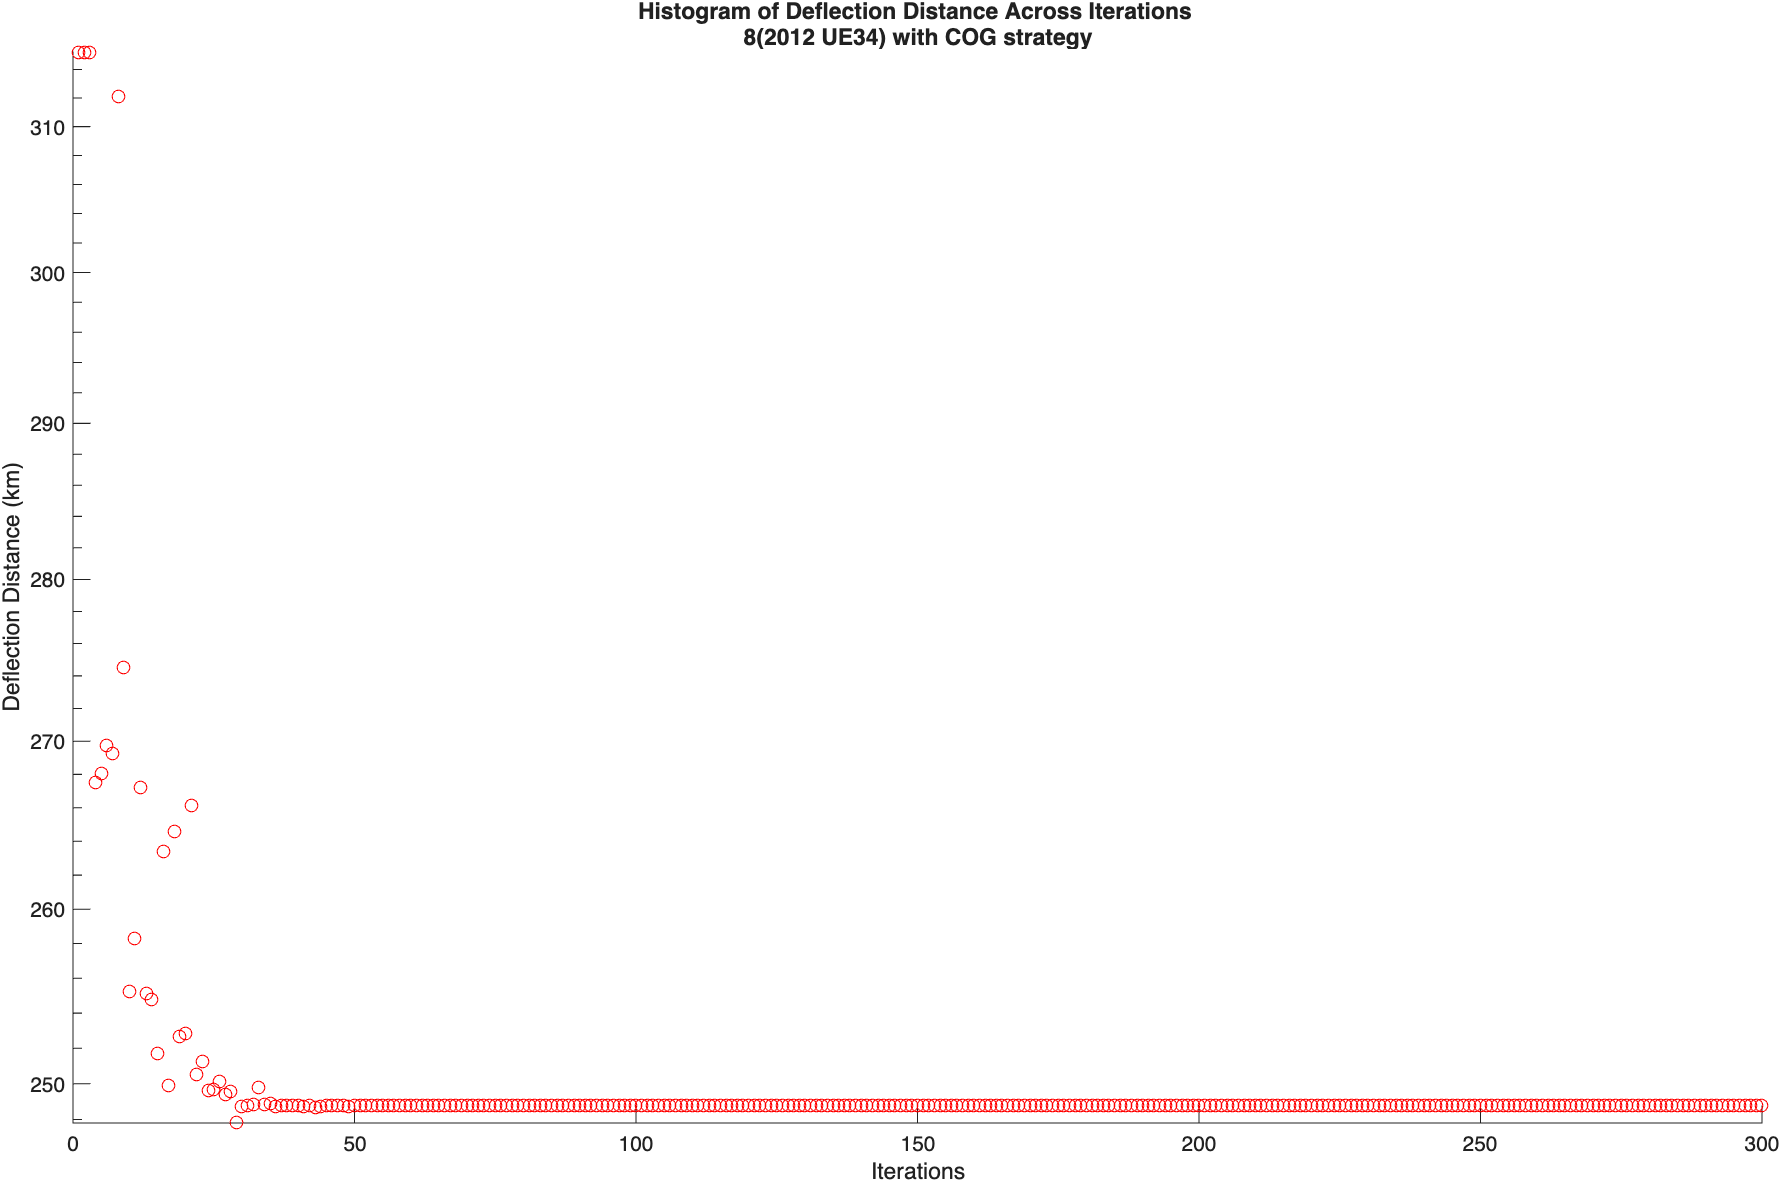 Histogram of Deflection Distance Across Iterations
8(2012 UE34) with COG strategy
Deflection Distance (km)
310
300
290
280
270
260
250
0 50 100 150 200 250 300
Iterations